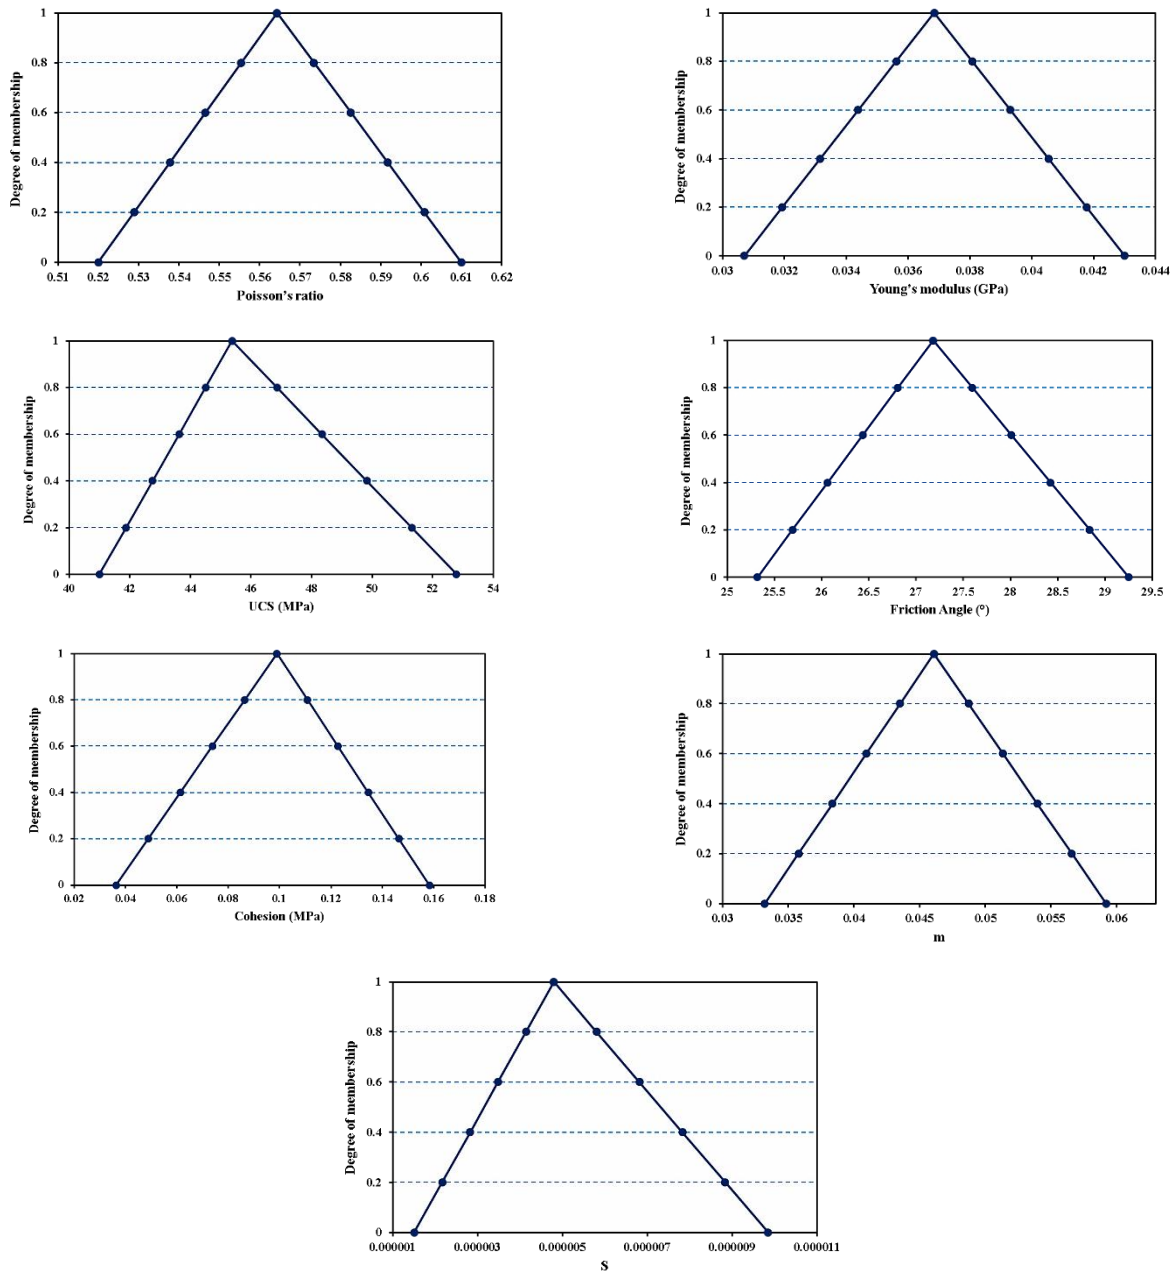 1
0.8
0.6
0.4
0.2
0
Degree of membership
0.51 0.52 0.53 0.54 0.55 0.56 0.57 0.58 0.59 0.6 0.61 0.62
Poisson's ratio
1
0.8
0.6
0.4
0.2
0
Degree of membership
0.03 0.032 0.034 0.036 0.038 0.04 0.042 0.044
Young's modulus (GPa)
1
0.8
0.6
0.4
0.2
0
Degree of membership
40 42 44 46 48 50 52 54
UCS (MPa)
1
0.8
0.6
0.4
0.2
0
Degree of membership
25 25.5 26 26.5 27 27.5 28 28.5 29 29.5
Friction Angle (°)
1
0.8
0.6
0.4
0.2
0
Degree of membership
0.02 0.04 0.06 0.08 0.1 0.12 0.14 0.16 0.18
Cohesion (MPa)
1
0.8
0.6
0.4
0.2
0
Degree of membership
0.03 0.035 0.04 0.045 0.05 0.055 0.06
m
1
0.8
0.6
0.4
0.2
0
Degree of membership
0.000001 0.000003 0.000005 0.000007 0.000009 0.000011
S